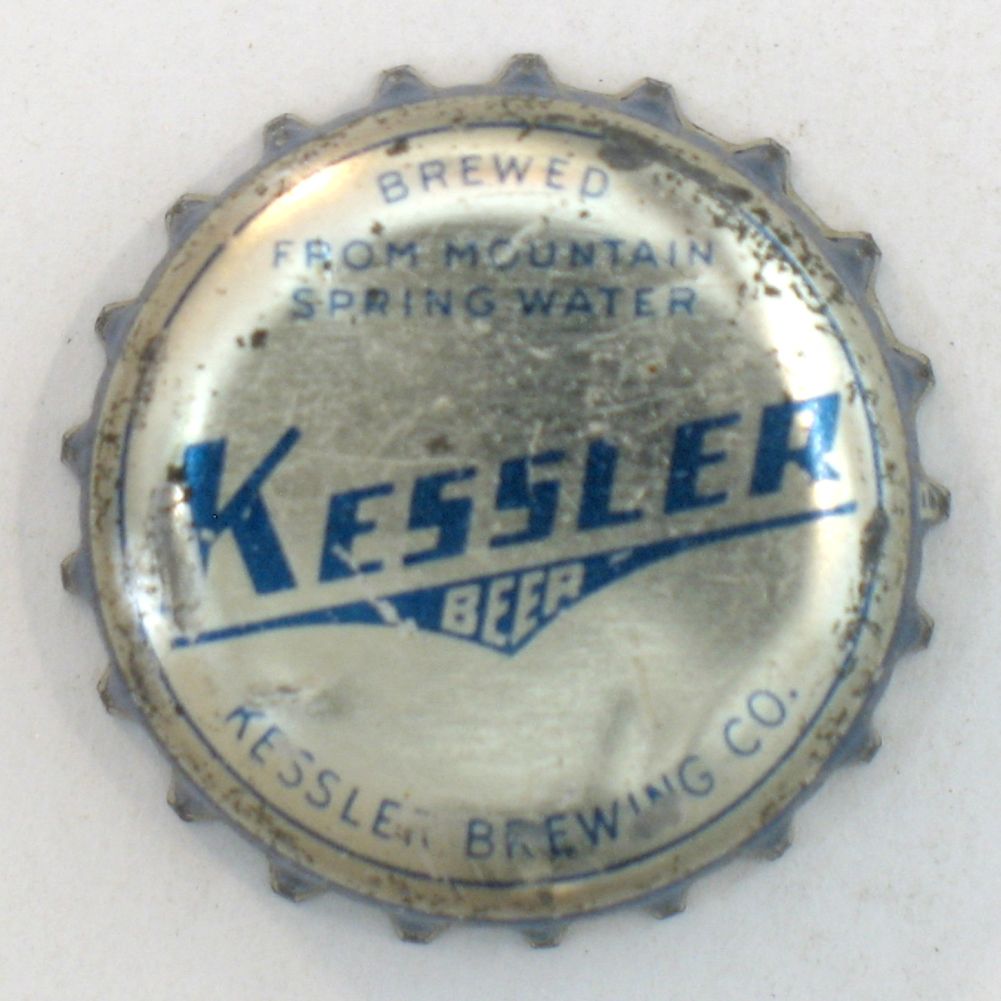 BREWED
FROM MOUNTAIN
SPRING WATER
KESSLER
BEER
KESSLER BREWING CO.